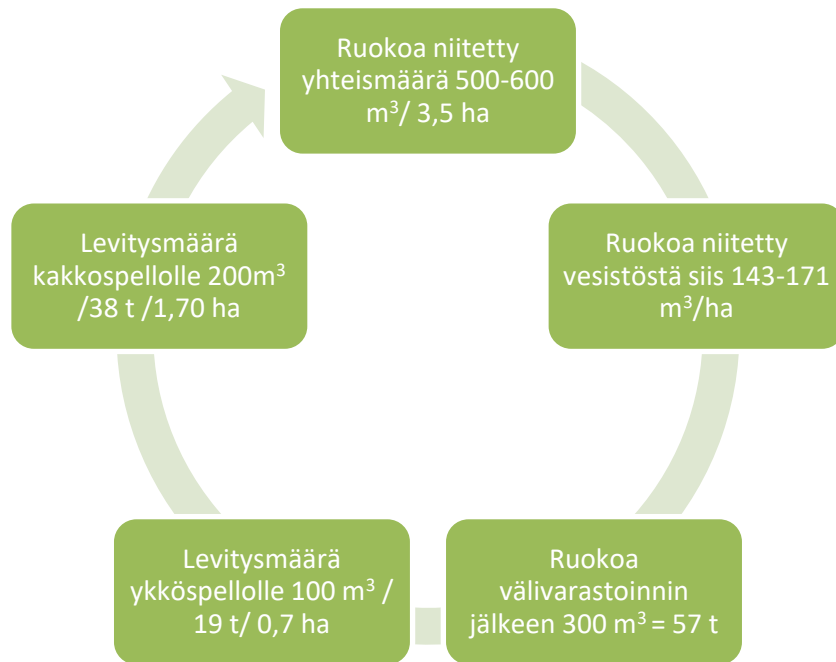 Ruokoa niitetty
yhteismäärä 500-600
m³/ 3,5 ha
Ruokoa niitetty
vesistöstä siis 143-171
m³/ha
Ruokoa
välivarastoinnin
jälkeen 300 m³ = 57 t
Levitysmäärä
ykköspellolle 100 m³ /
19 t/ 0,7 ha
Levitysmäärä
kakkospellolle 200m³
/38 t /1,70 ha